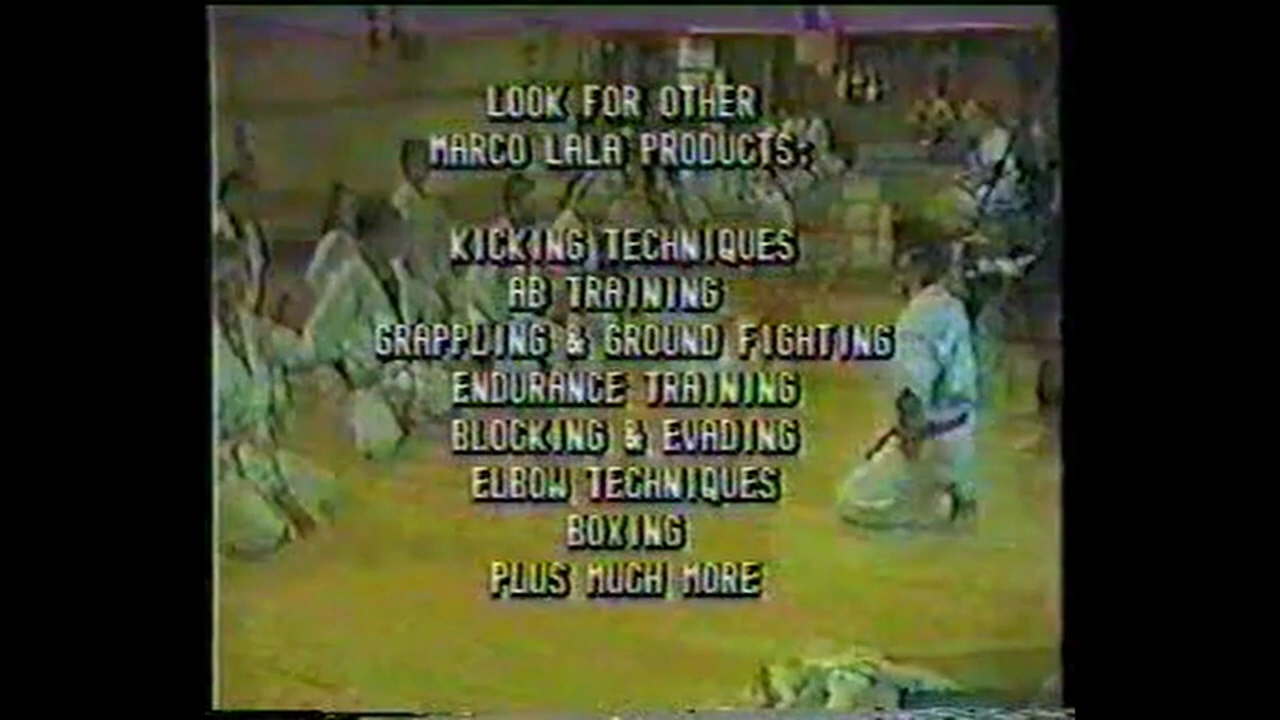 LOOK FOR OTHER
MARCO LALA PRODUCTS:
KICKING TECHNIQUES
AB TRAINING
GRAPPLING & GROUND FIGHTING
ENDURANCE TRAINING
BLOCKING & EVADING
ELBOW TECHNIQUES
BOXING
PLUS MUCH MORE